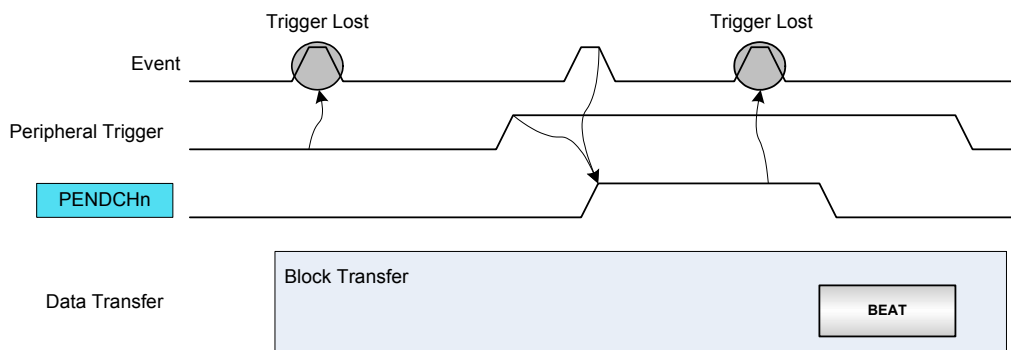 Trigger Lost
Trigger Lost
Event
Peripheral Trigger
PENDCHn
Block Transfer
Data Transfer
BEAT